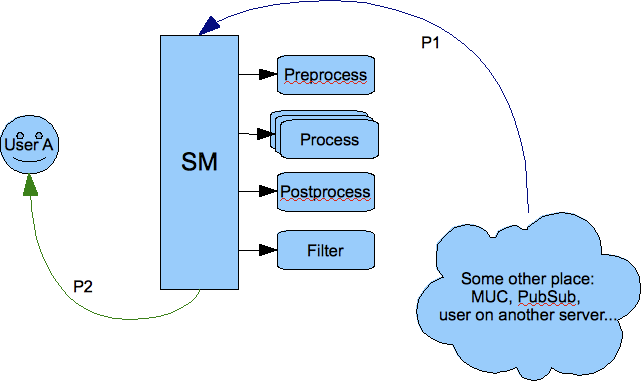 P1
Preprocess
User A
SM
Process
Postprocess
Filter
P2
Some other place:
MUC, PubSub,
user on another server...